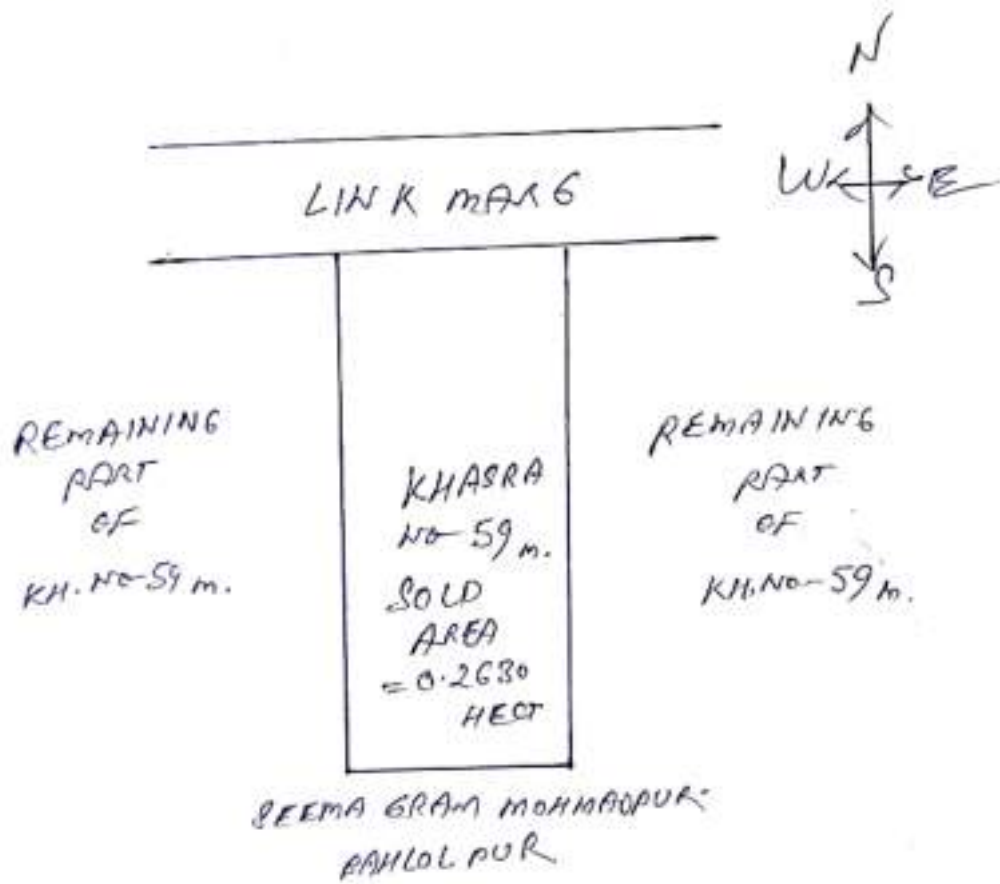 N
W E
S
LINK MARG
REMAINING
PART
OF
KH. NO-59 m.
KHASRA
NO-59 m.
SOLD
AREA
=0.2630
HECT
REMAINING
PART
OF
KH. NO-59 m.
SEEMA GRAM MOHMADPUR-
BAHLOLPUR